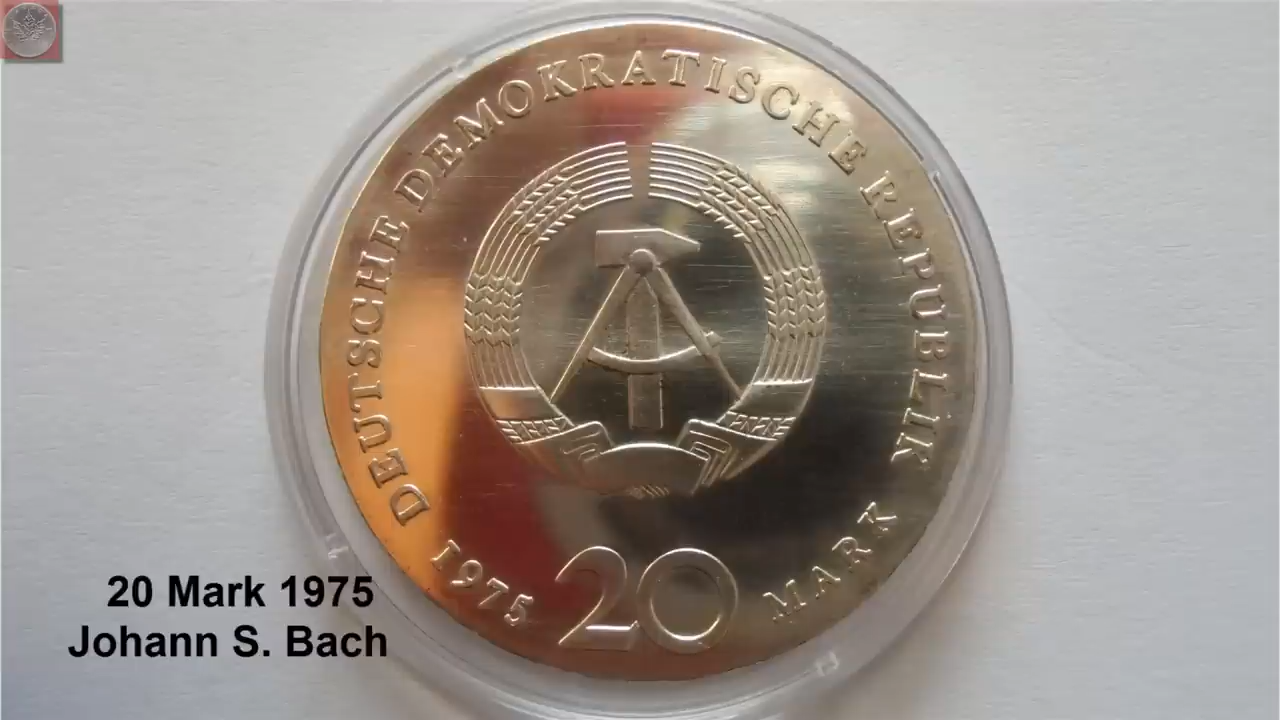 DEUTSCHE DEMOKRATISCHE REPUBLIK
1975 20 MARK
20 Mark 1975
Johann S. Bach